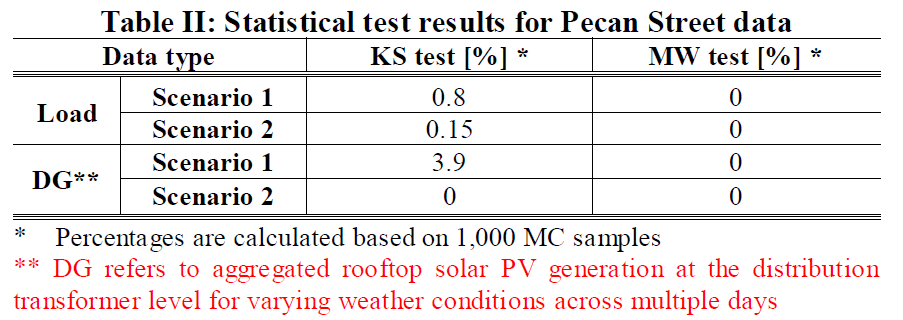 Table II: Statistical test results for Pecan Street data
Data type KS test [%] * MW test [%] *
Load Scenario 1 0.8 0
Scenario 2 0.15 0
DG** Scenario 1 3.9 0
Scenario 2 0 0
* Percentages are calculated based on 1,000 MC samples
** DG refers to aggregated rooftop solar PV generation at the distribution
transformer level for varying weather conditions across multiple days